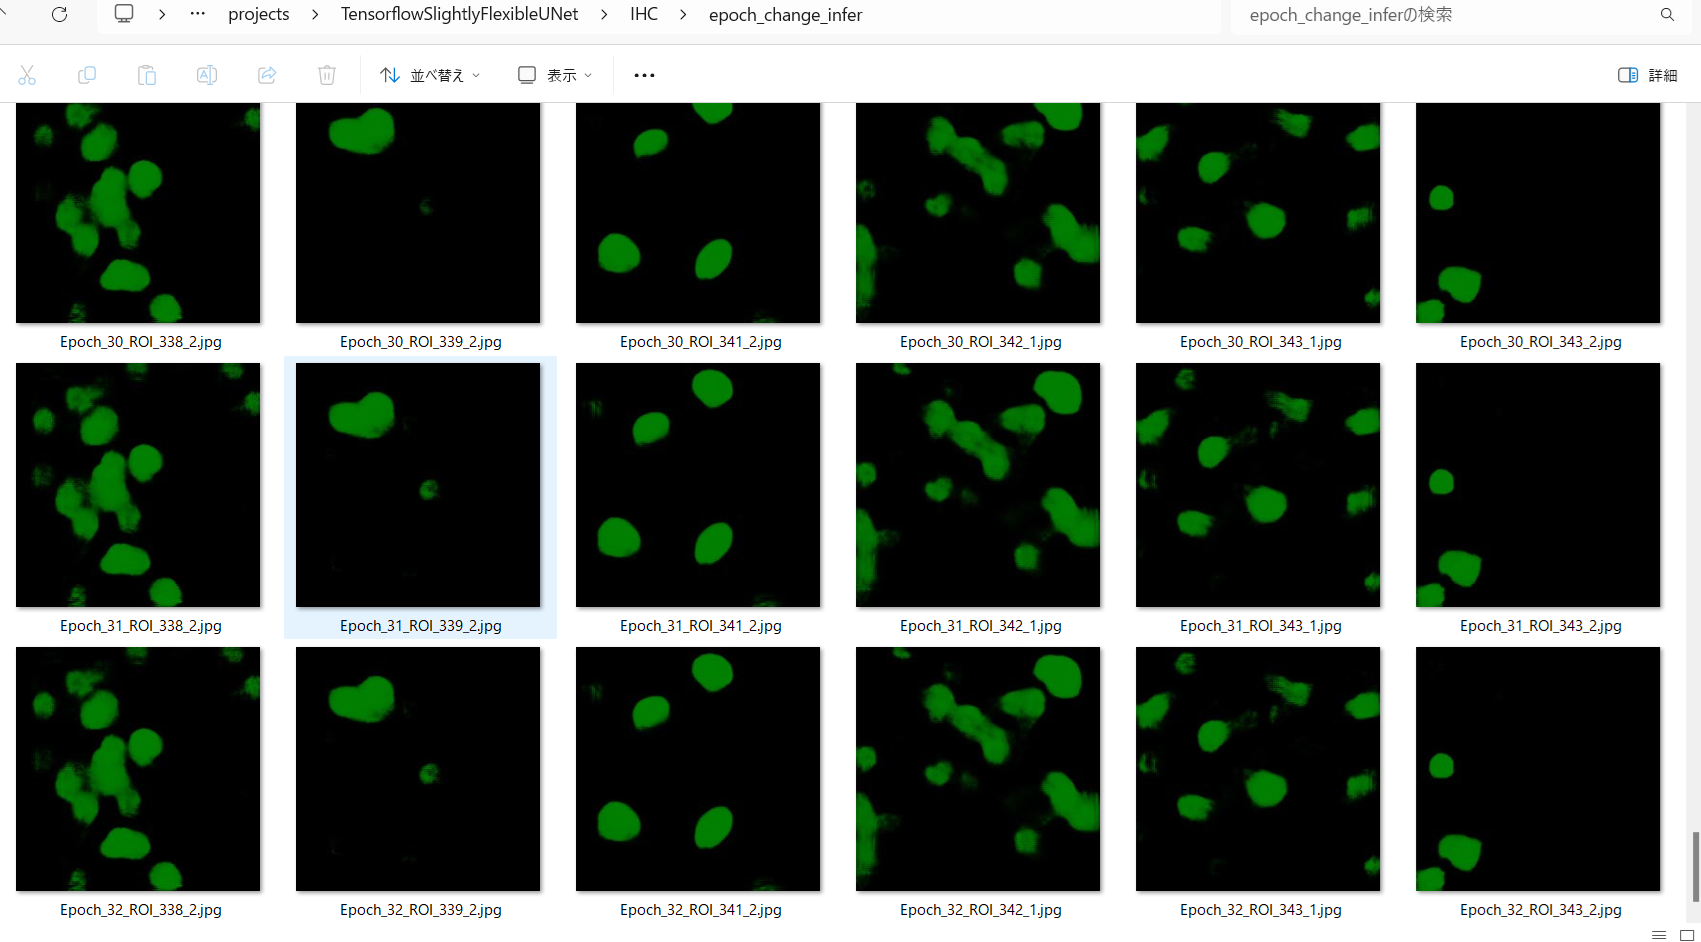 projects > TensorflowSlightlyFlexibleUNet > IHC > epoch_change_infer
epoch_change_inferの検索
並べ替え
表示
詳細
Epoch_30_ROI_338_2.jpg
Epoch_30_ROI_339_2.jpg
Epoch_30_ROI_341_2.jpg
Epoch_30_ROI_342_1.jpg
Epoch_30_ROI_343_1.jpg
Epoch_30_ROI_343_2.jpg
Epoch_31_ROI_338_2.jpg
Epoch_31_ROI_339_2.jpg
Epoch_31_ROI_341_2.jpg
Epoch_31_ROI_342_1.jpg
Epoch_31_ROI_343_1.jpg
Epoch_31_ROI_343_2.jpg
Epoch_32_ROI_338_2.jpg
Epoch_32_ROI_339_2.jpg
Epoch_32_ROI_341_2.jpg
Epoch_32_ROI_342_1.jpg
Epoch_32_ROI_343_1.jpg
Epoch_32_ROI_343_2.jpg